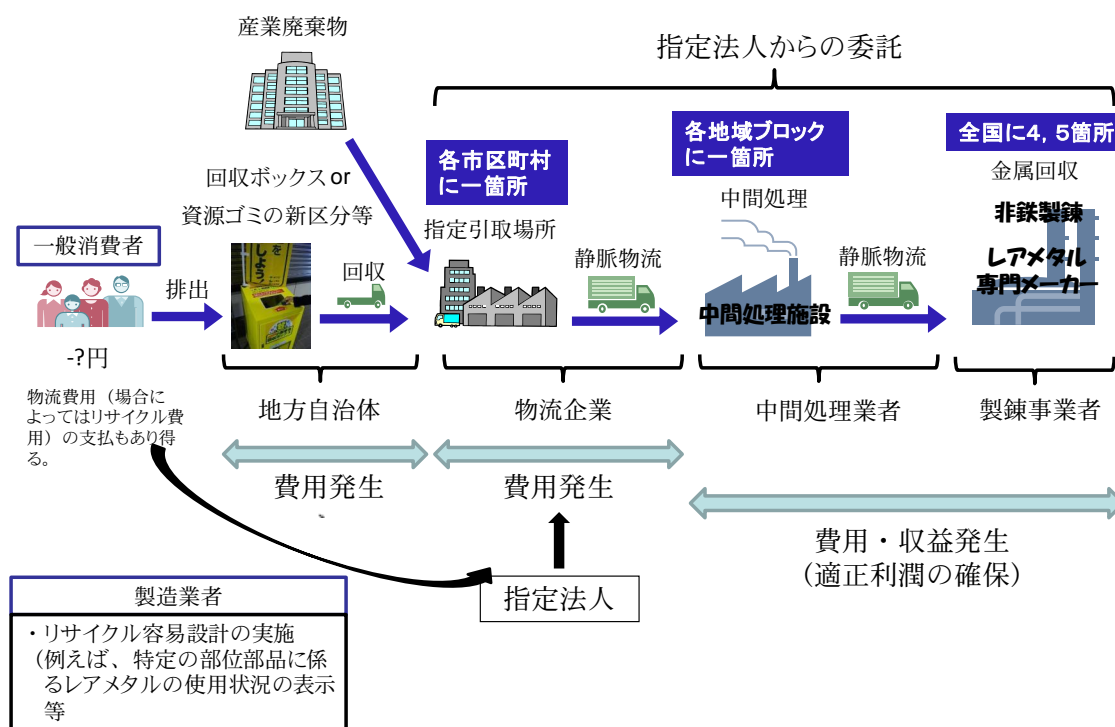 産業廃棄物
指定法人からの委託
各市区町村
に一箇所
各地域ブロック
に一箇所
全国に4，5箇所
回収ボックス or
資源ゴミの新区分等
中間処理
金属回収
非鉄製錬
レアメタル
専門メーカー
一般消費者
指定引取場所
を
しよう。
排出
回収
静脈物流
中間処理施設
静脈物流
-?円
物流費用（場合に
よってはリサイクル費
用）の支払もあり得
る。
地方自治体
物流企業
中間処理業者
製錬事業者
費用発生
費用発生
費用・収益発生
(適正利潤の確保)
指定法人
製造業者
・リサイクル容易設計の実施
(例えば、特定の部位部品に係
るレアメタルの使用状況の表示
等